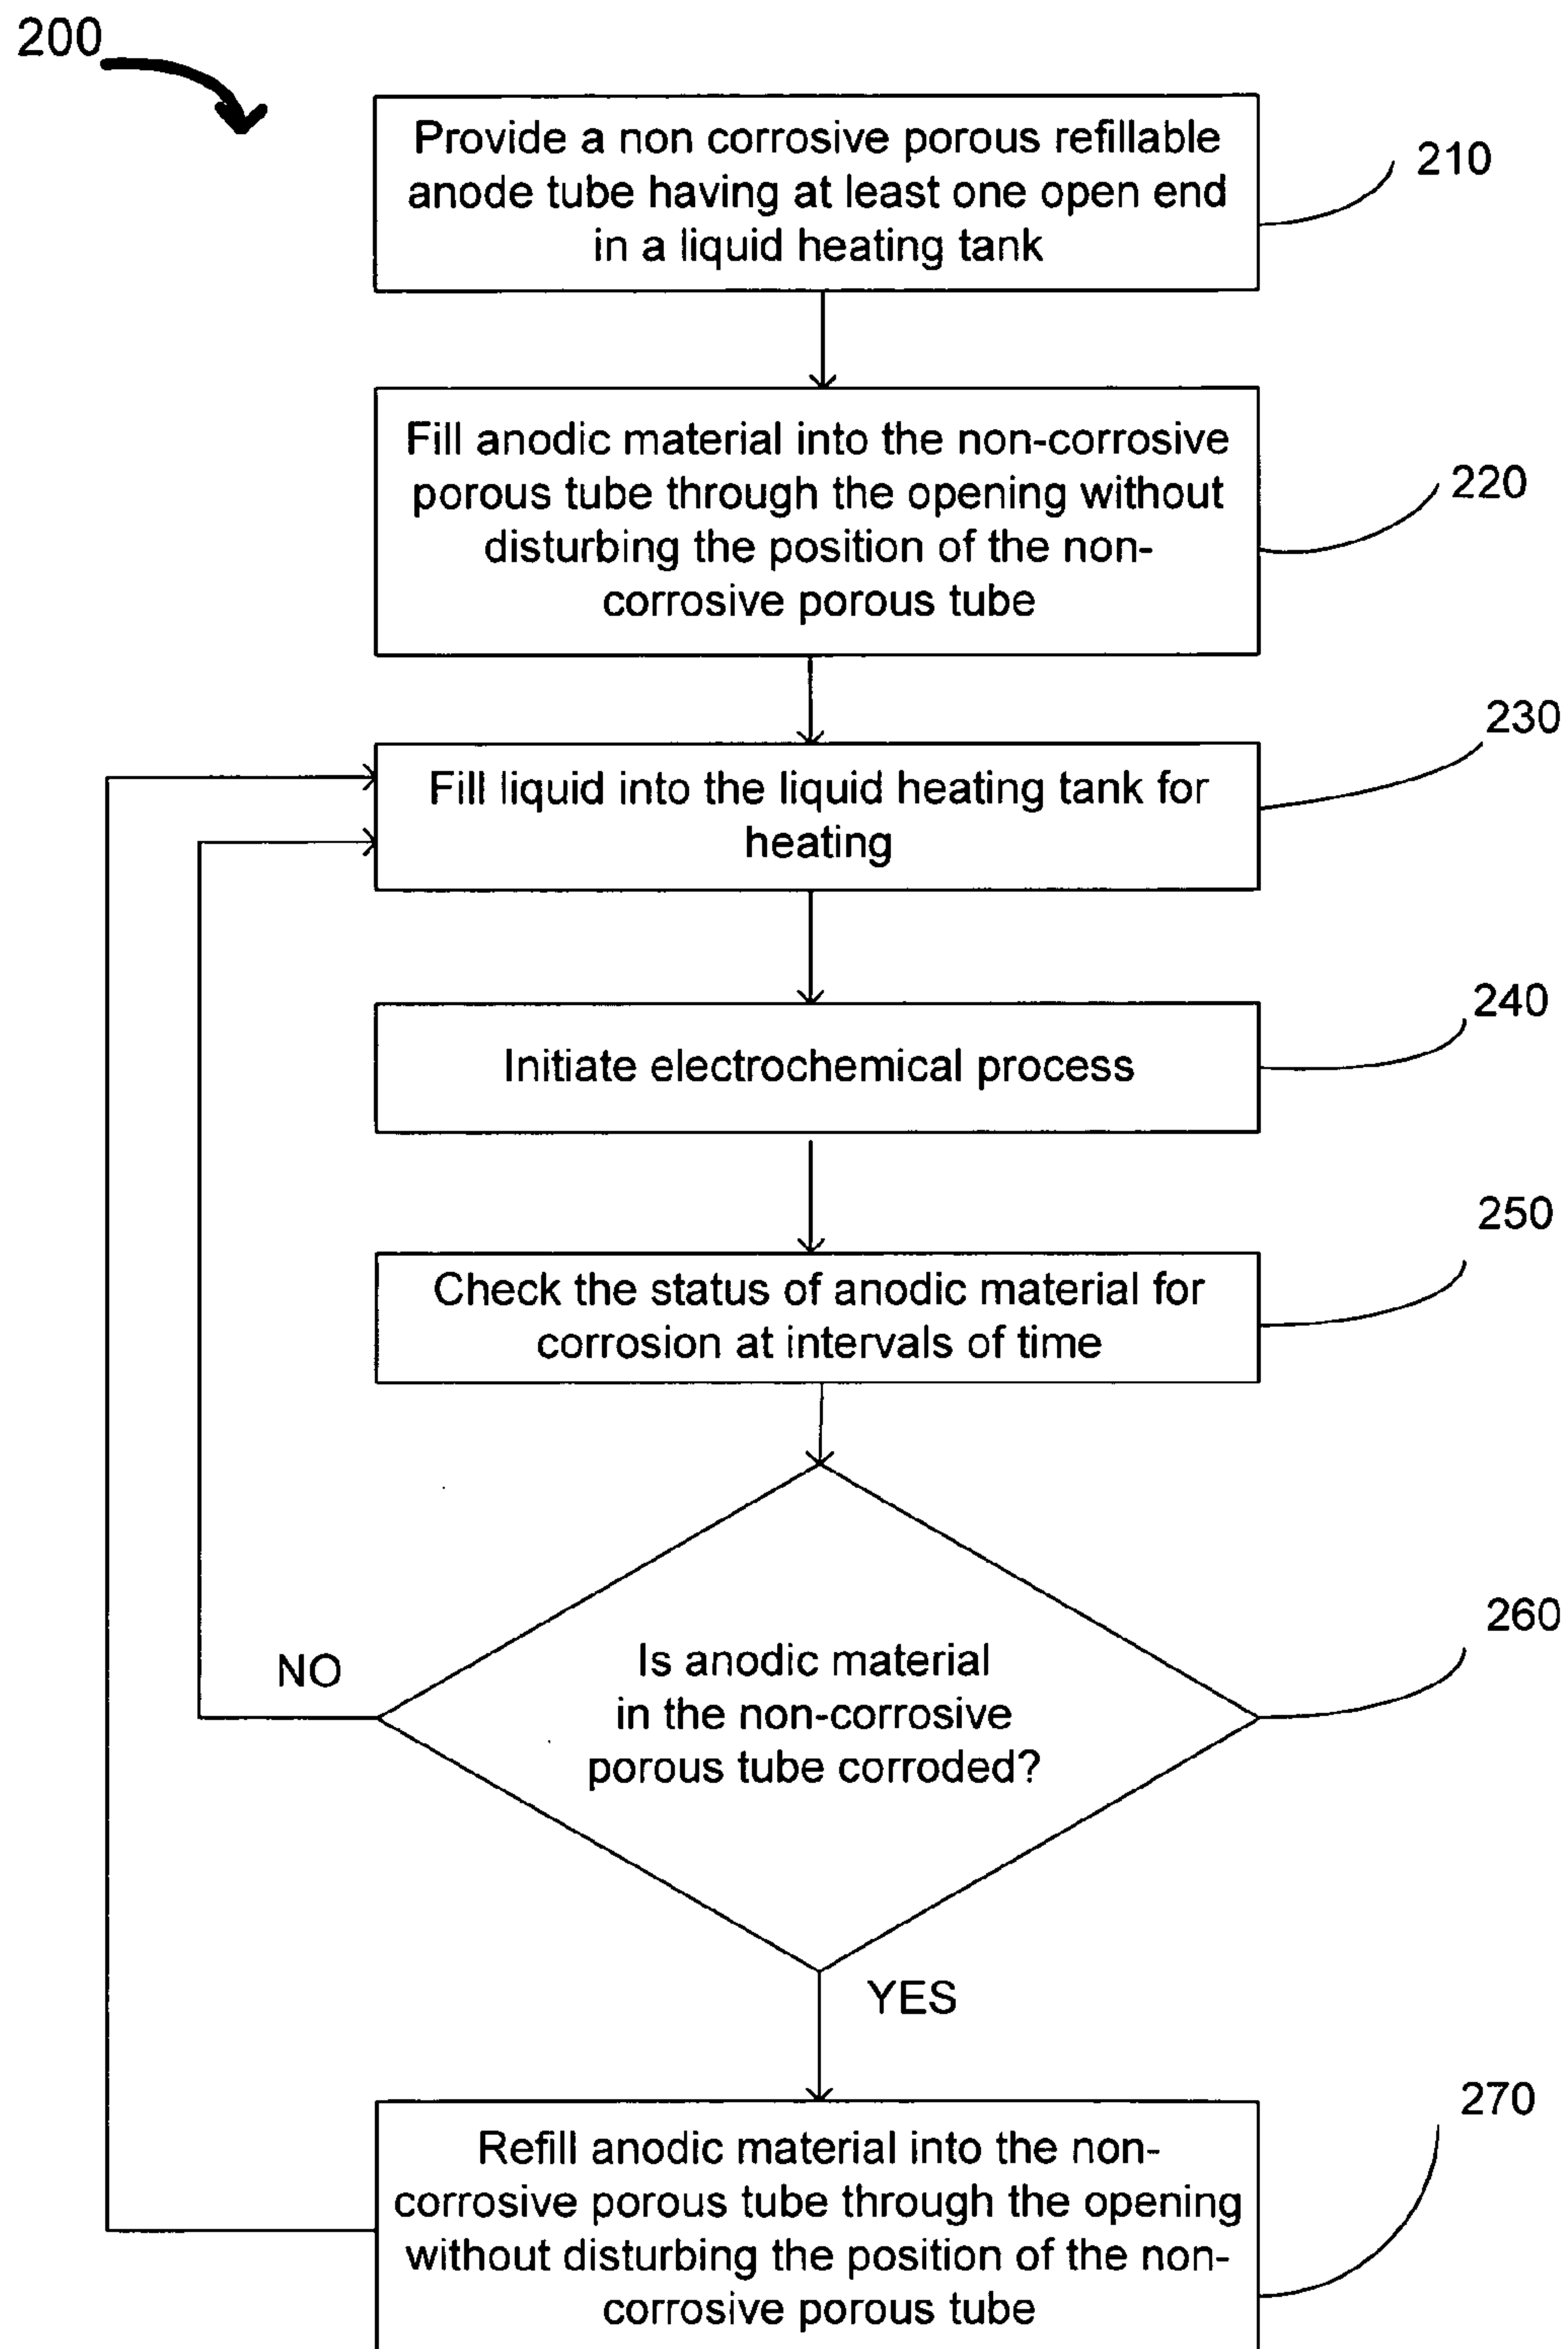 200
Provide a non corrosive porous refillable
anode tube having at least one open end
in a liquid heating tank
210
Fill anodic material into the non-corrosive
porous tube through the opening without
disturbing the position of the non-
corrosive porous tube
220
230
Fill liquid into the liquid heating tank for
heating
240
Initiate electrochemical process
250
Check the status of anodic material for
corrosion at intervals of time
260
NO
Is anodic material
in the non-corrosive
porous tube corroded?
YES
270
Refill anodic material into the non-
corrosive porous tube through the opening
without disturbing the position of the non-
corrosive porous tube